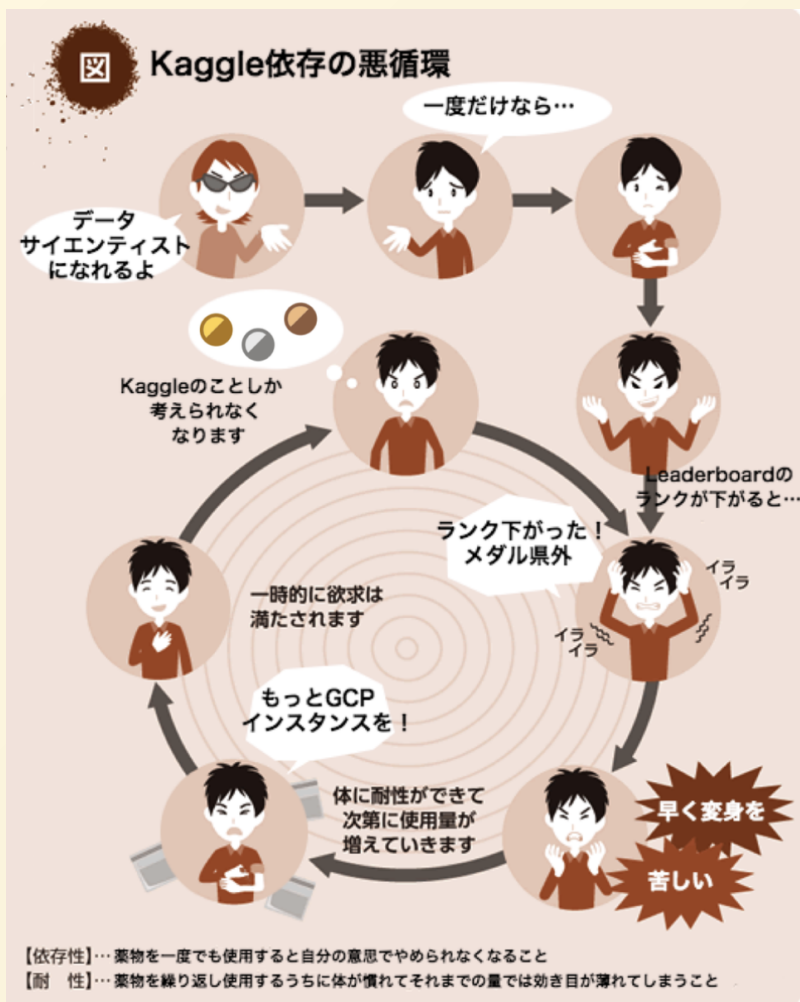 図
Kaggle依存の悪循環
一度だけなら…
データ
サイエンティスト
になれるよ
Kaggleのことしか
考えられなく
なります
Leaderboardの
ランクが下がると…
ランク下がった！
メダル県外
イラ
イラ
イラ
イラ
一時的に欲求は
満たされます
もっとGCP
インスタンスを！
体に耐性ができて
次第に使用量が
増えていきます
早く変身を
苦しい
【依存性】…薬物を一度でも使用すると自分の意思でやめられなくなること
【耐　性】…薬物を繰り返し使用するうちに体が慣れてそれまでの量では効き目が薄れてしまうこと